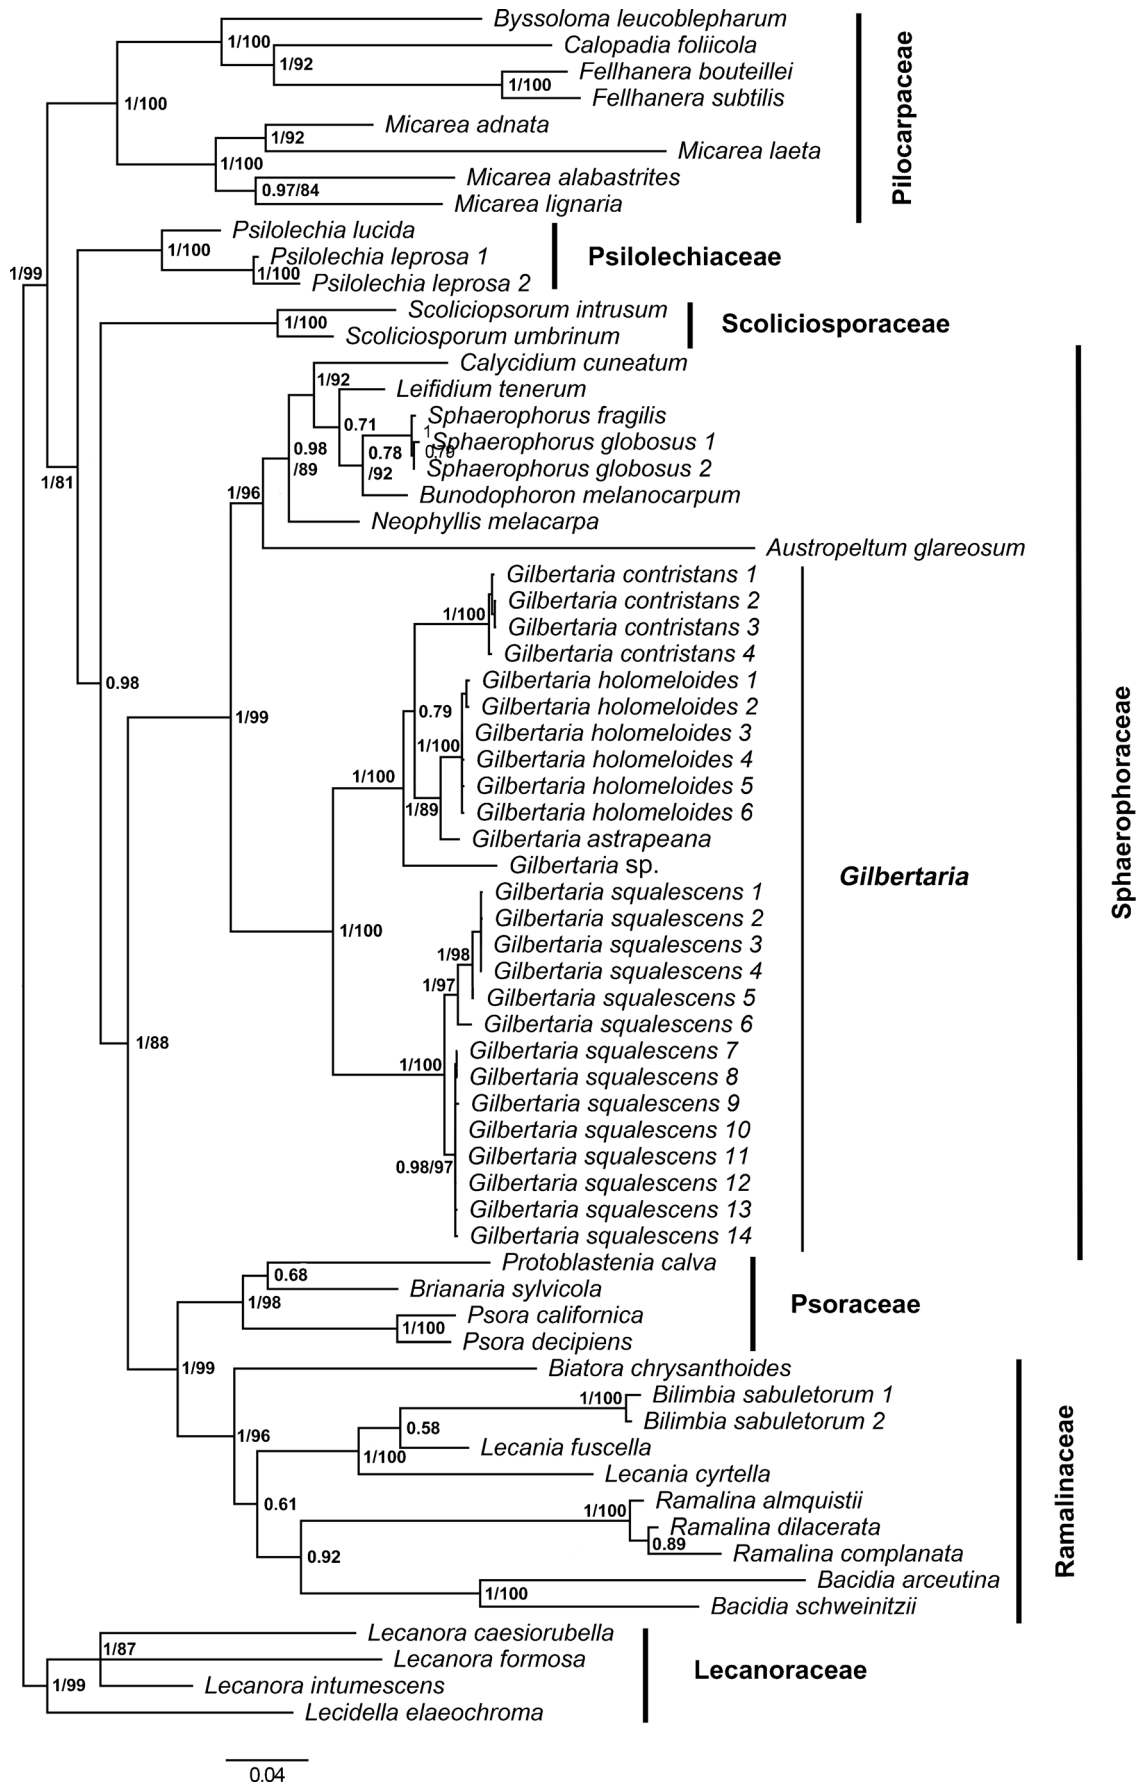 Byssoloma leucoblepharum
1/100
Calopadia foliicola
1/92
Fellhanera bouteillei
1/100
Fellhanera subtilis
1/100
Pilocarpaceae
Micarea adnata
1/92
Micarea laeta
1/100
Micarea alabastrites
0.97/84
Micarea lignaria
Psilolechia lucida
1/100
Psilolechia leprosa 1
Psilolechiaceae
1/99
1/100
Psilolechia leprosa 2
Scoliciopsorum intrusum
1/100
Scoliciosporaceae
Scoliciosporum umbrinum
Calycidium cuneatum
1/92
Leifidium tenerum
Sphaerophorus fragilis
0.71
1
Sphaerophorus globosus 1
0.98
/89
0.78
/92
0.79
Sphaerophorus globosus 2
1/81
1/96
Bunodophoron melanocarpum
Neophyllis melacarpa
Austropeltum glareosum
Gilbertaria contristans 1
Gilbertaria contristans 2
1/100
Gilbertaria contristans 3
Gilbertaria contristans 4
0.98
Gilbertaria holomeloides 1
Gilbertaria holomeloides 2
0.79
1/99
Gilbertaria holomeloides 3
1/100
Gilbertaria holomeloides 4
1/100
Gilbertaria holomeloides 5
1/89
Gilbertaria holomeloides 6
Gilbertaria astrapeana
Sphaerophoraceae
Gilbertaria sp.
Gilbertaria
Gilbertaria squalescens 1
Gilbertaria squalescens 2
1/100
Gilbertaria squalescens 3
1/98
Gilbertaria squalescens 4
1/97
Gilbertaria squalescens 5
Gilbertaria squalescens 6
1/88
Gilbertaria squalescens 7
1/100
Gilbertaria squalescens 8
Gilbertaria squalescens 9
Gilbertaria squalescens 10
Gilbertaria squalescens 11
0.98/97
Gilbertaria squalescens 12
Gilbertaria squalescens 13
Gilbertaria squalescens 14
Protoblastenia calva
0.68
Brianaria sylvicola
1/98
Psoraceae
Psora californica
1/100
Psora decipiens
1/99
Biatora chrysanthoides
1/100
Bilimbia sabuletorum 1
Bilimbia sabuletorum 2
0.58
1/96
Lecania fuscella
1/100
Lecania cyrtella
Ramalinaceae
0.61
Ramalina almquistii
1/100
Ramalina dilacerata
0.89
Ramalina complanata
0.92
Bacidia arceutina
1/100
Bacidia schweinitzii
Lecanora caesiorubella
1/87
Lecanora formosa
Lecanoraceae
1/99
Lecanora intumescens
Lecidella elaeochroma
0.04